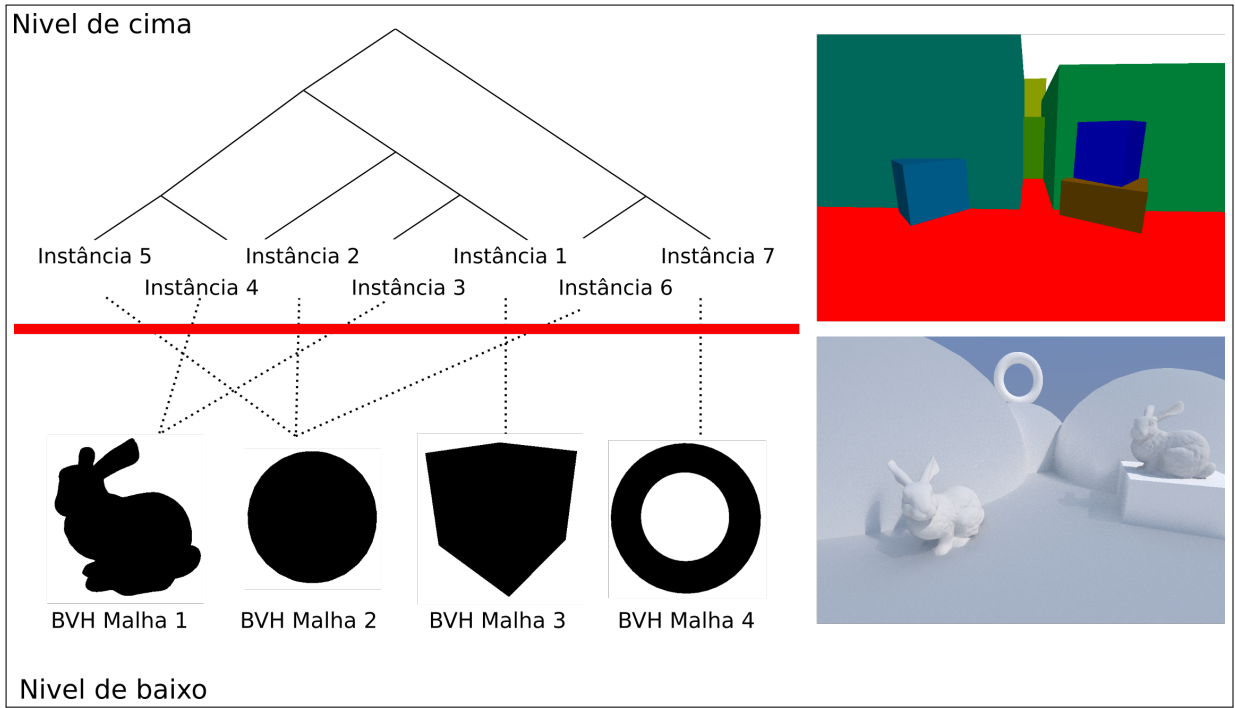 Nivel de cima
Instância 5
Instância 2
Instância 1
Instância 7
Instância 4
Instância 3
Instância 6
BVH Malha 1
BVH Malha 2
BVH Malha 3
BVH Malha 4
Nivel de baixo